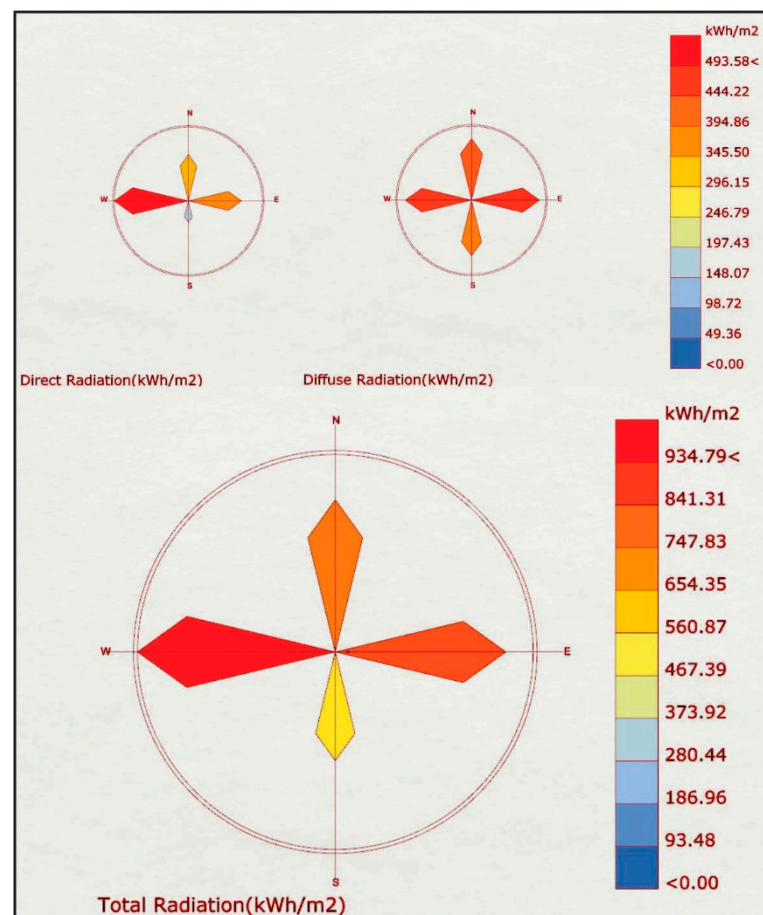 kWh/m2
493.58<
444.22
394.86
345.50
296.15
246.79
197.43
148.07
98.72
49.36
<0.00
N
W
E
S
N
W
E
S
Direct Radiation(kWh/m2)
Diffuse Radiation(kWh/m2)
kWh/m2
934.79<
841.31
747.83
654.35
560.87
467.39
373.92
280.44
186.96
93.48
<0.00
N
W
E
S
Total Radiation(kWh/m2)